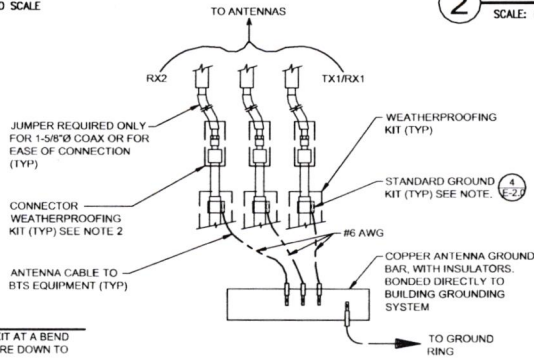 O SCALE
2
SCALE:
TO ANTENNAS
RX2
TX1/RX1
JUMPER REQUIRED ONLY
FOR 1-5/8"Ø COAX OR FOR
EASE OF CONNECTION
(TYP)
WEATHERPROOFING
KIT (TYP)
STANDARD GROUND
KIT (TYP) SEE NOTE.
4
E-2.0
CONNECTOR
WEATHERPROOFING
KIT (TYP) SEE NOTE 2
#6 AWG
ANTENNA CABLE TO
BTS EQUIPMENT (TYP)
COPPER ANTENNA GROUND
BAR, WITH INSULATORS.
BONDED DIRECTLY TO
BUILDING GROUNDING
SYSTEM
IT AT A BEND
RE DOWN TO
TO GROUND
RING